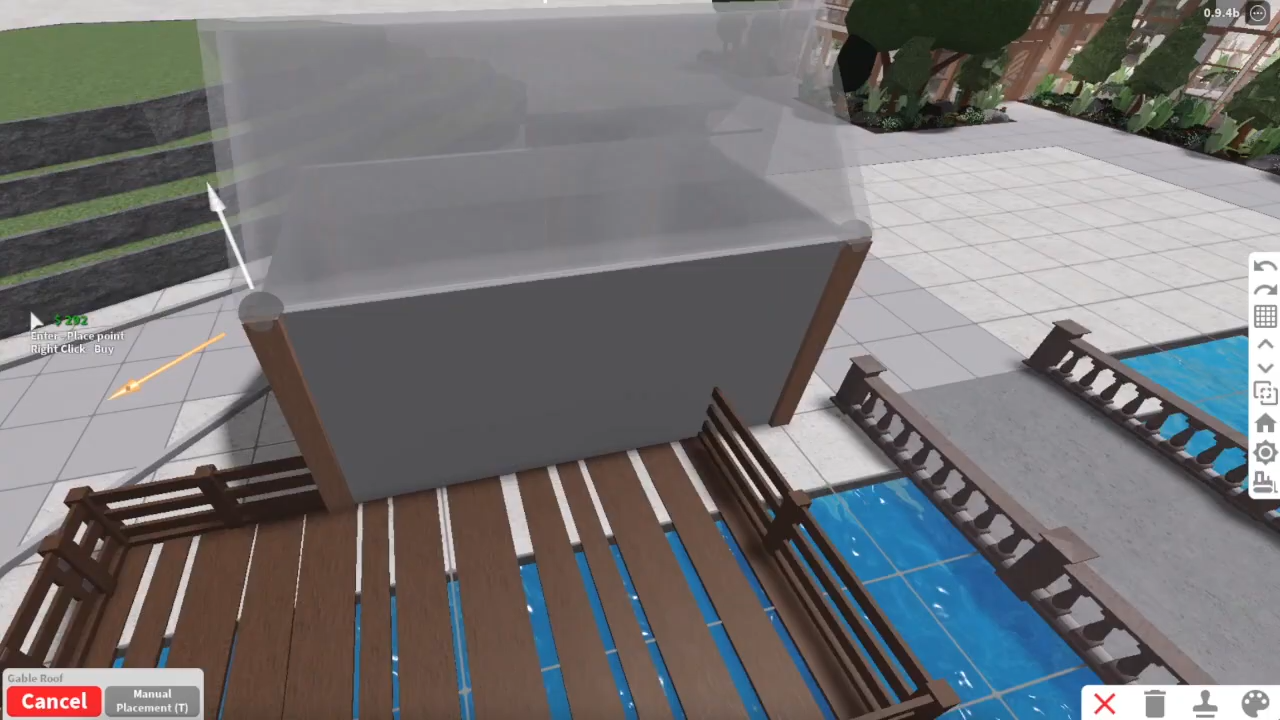 0.9.4b
$292
Enter - Place point
Right Click - Buy
Gable Roof
Cancel
Manual
Placement (T)